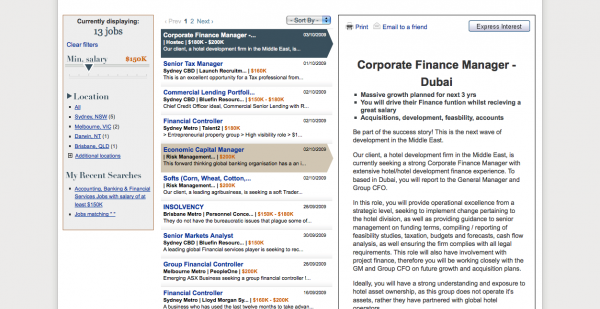 Currently displaying:
13 jobs
Clear filters
Min. salary $150K
Location
All
Sydney, NSW (5)
Melbourne, VIC (2)
Darwin, NT (1)
Brisbane, QLD (1)
Additional locations
My Recent Searches
Accounting, Banking & Financial
Services Jobs with salary of at
least $150K
Jobs matching " "
‹ Prev 1 2 Next ›
-- Sort By --
Corporate Finance Manager -... 03/10/2009
| Hostec | $180K - $200K
Our client, a hotel development firm in the Middle East, is...
Senior Tax Manager 01/10/2009
Sydney CBD | Launch Recruiten... | $160K
This is an excellent opportunity for a Tax professional from...
Commercial Lending Portfoli... 02/10/2009
Sydney CBD | Bluefin Resourc... | $150K - $180K
Chief Credit Officer ideal, Commercial Senior Lending with R...
Financial Controller 02/10/2009
Sydney Metro | Talent2 | $180K
> Entrepreneurial property group > High visibility role > $1...
Economic Capital Manager 02/10/2009
| Risk Management... | $200K
This forward thinking global banking organisation has a an i...
Softs (Corn, Wheat, Cotton,... 02/10/2009
| Risk Management... | $200K
Our client, a leading agribusiness, is seeking a soft Trader...
INSOLVENCY 28/09/2009
Brisbane Metro | Personnel Conce... | $150K - $180K
They do not have the bureaucratic issues that plague some of...
Senior Markets Analyst 30/09/2009
Sydney CBD | Bluefin Resourc... | $150K
A leading global Financial services player is seeking to rec...
Group Financial Controller 28/09/2009
Melbourne Metro | PeopleOne | $200K
Emerging ASX Business seeking a group financial controller !...
Financial Controller 16/09/2009
Sydney Metro | Lloyd Morgan Sy... | $160K - $200K
A business who has used the last twelve months to take advan...
Print Email to a friend Express Interest
Corporate Finance Manager -
Dubai
Massive growth planned for next 3 yrs
You will drive their Finance funtion whilst recieving a
great salary
Acquisitions, development, feasibility, accounts
Be part of the success story! This is the next wave of
development in the Middle East.
Our client, a hotel development firm in the Middle East, is
currently seeking a strong Corporate Finance Manager with
extensive hotel/hotel development finance experience. To
based in Dubai, you will report to the General Manager and
Group CFO.
In this role, you will provide operational excellence from a
strategic level, seeking to implement change pertaining to
the hotel division, as well as providing guidance to senior
management on funding terms, compiling / reporting of
feasibility studies, taxation, budgets and forecasts, cash flow
analysis, as well ensuring the firm complies with all legal
requirements. This role will also have involvement with
project finance, therefore you will be working closely with the
GM and Group CFO on future growth and acquisition plans.
Ideally, you will have a strong understanding and exposure to
hotel asset ownership, as this group does not operate it's
assets, rather they have partnered with global hotel